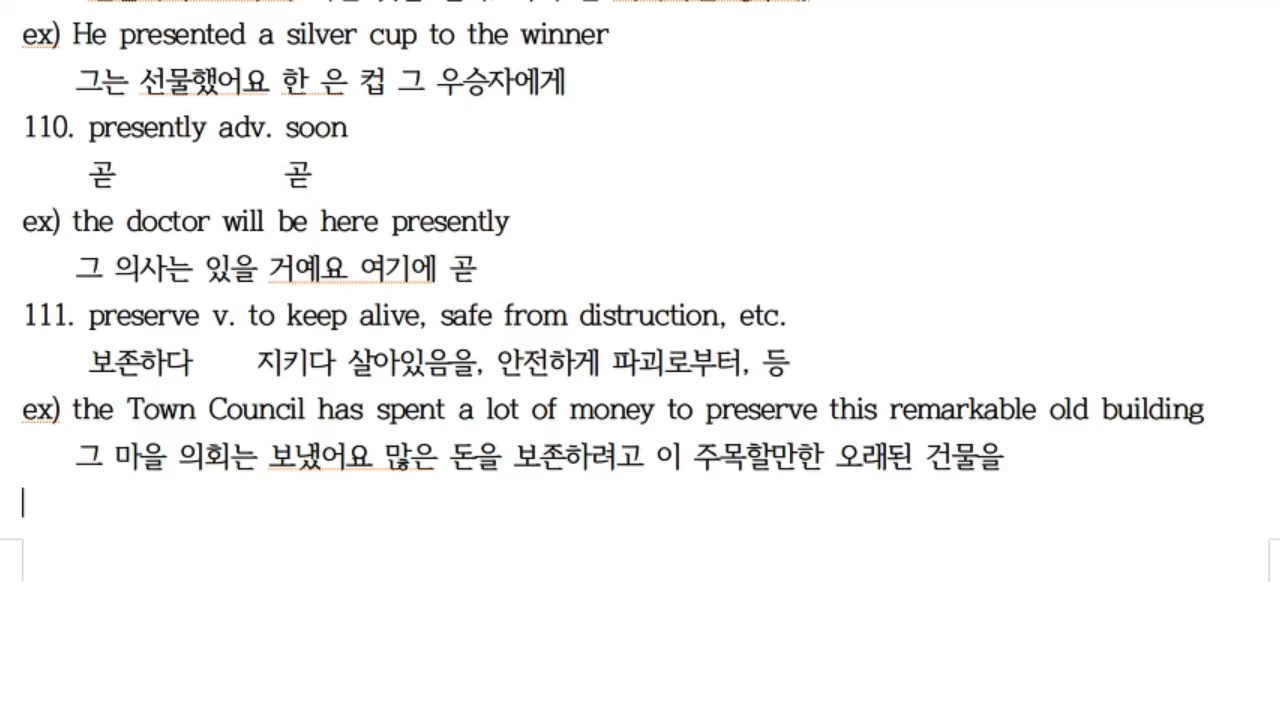 ex) He presented a silver cup to the winner
그는 선물했어요 한 은 컵 그 우승자에게
110. presently adv. soon
곧 곧
ex) the doctor will be here presently
그 의사는 있을 거예요 여기에 곧
111. preserve v. to keep alive, safe from distruction, etc.
보존하다 지키다 살아있음을, 안전하게 파괴로부터, 등
ex) the Town Council has spent a lot of money to preserve this remarkable old building
그 마을 의회는 보냈어요 많은 돈을 보존하려고 이 주목할만한 오래된 건물을